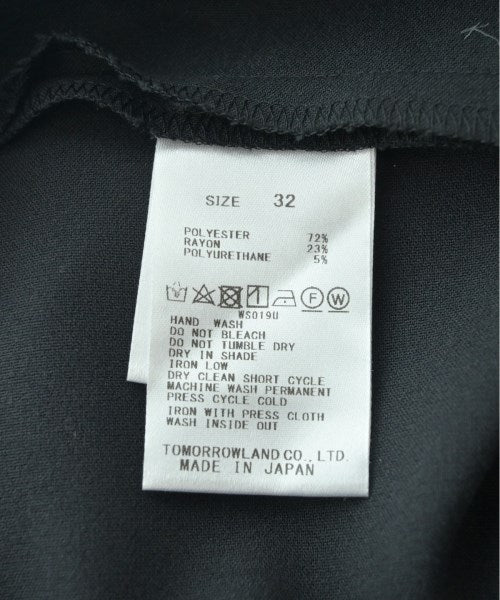 SIZE 32
POLYESTER 72%
RAYON 23%
POLYURETHANE 5%
F W
WS019U
HAND WASH
DO NOT BLEACH
DO NOT TUMBLE DRY
DRY IN SHADE
IRON LOW
DRY CLEAN SHORT CYCLE
MACHINE WASH PERMANENT
PRESS CYCLE COLD
IRON WITH PRESS CLOTH
WASH INSIDE OUT
TOMORROWLAND CO., LTD.
MADE IN JAPAN